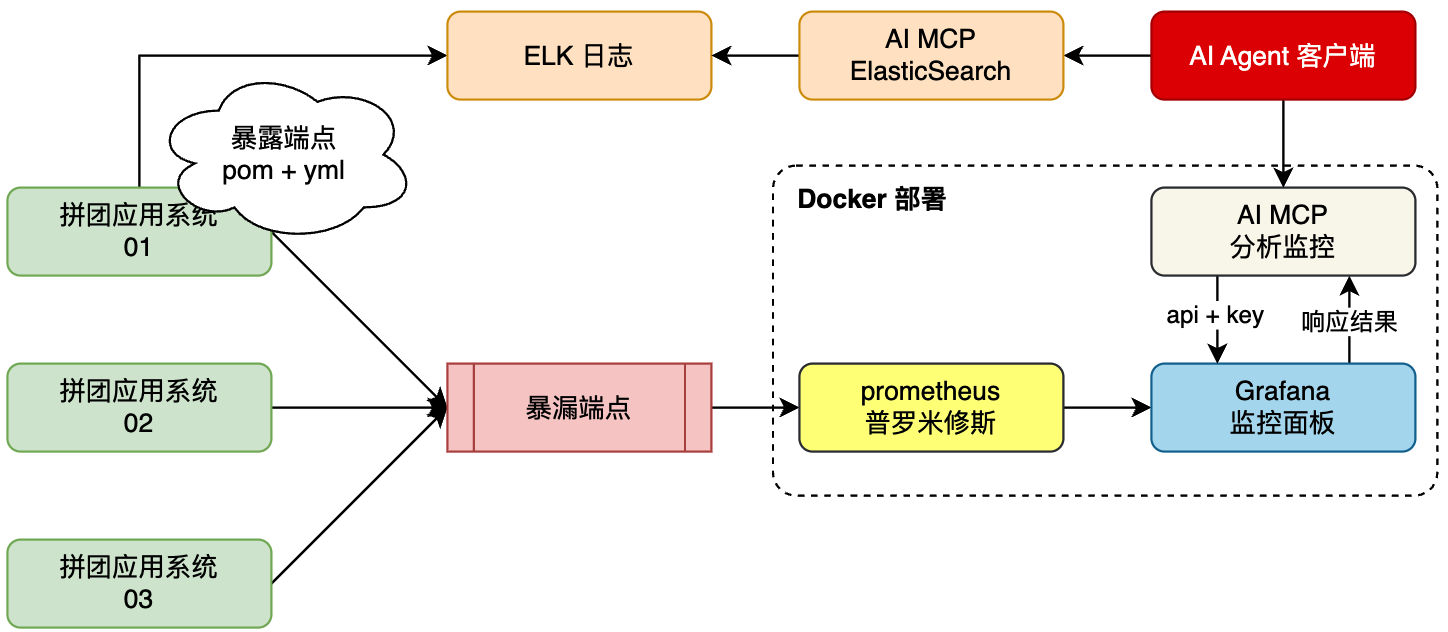 ELK 日志
AI MCP
ElasticSearch
AI Agent 客户端
暴露端点
pom + yml
Docker 部署
拼团应用系统
01
AI MCP
分析监控
api + key
响应结果
拼团应用系统
02
暴漏端点
prometheus
普罗米修斯
Grafana
监控面板
拼团应用系统
03